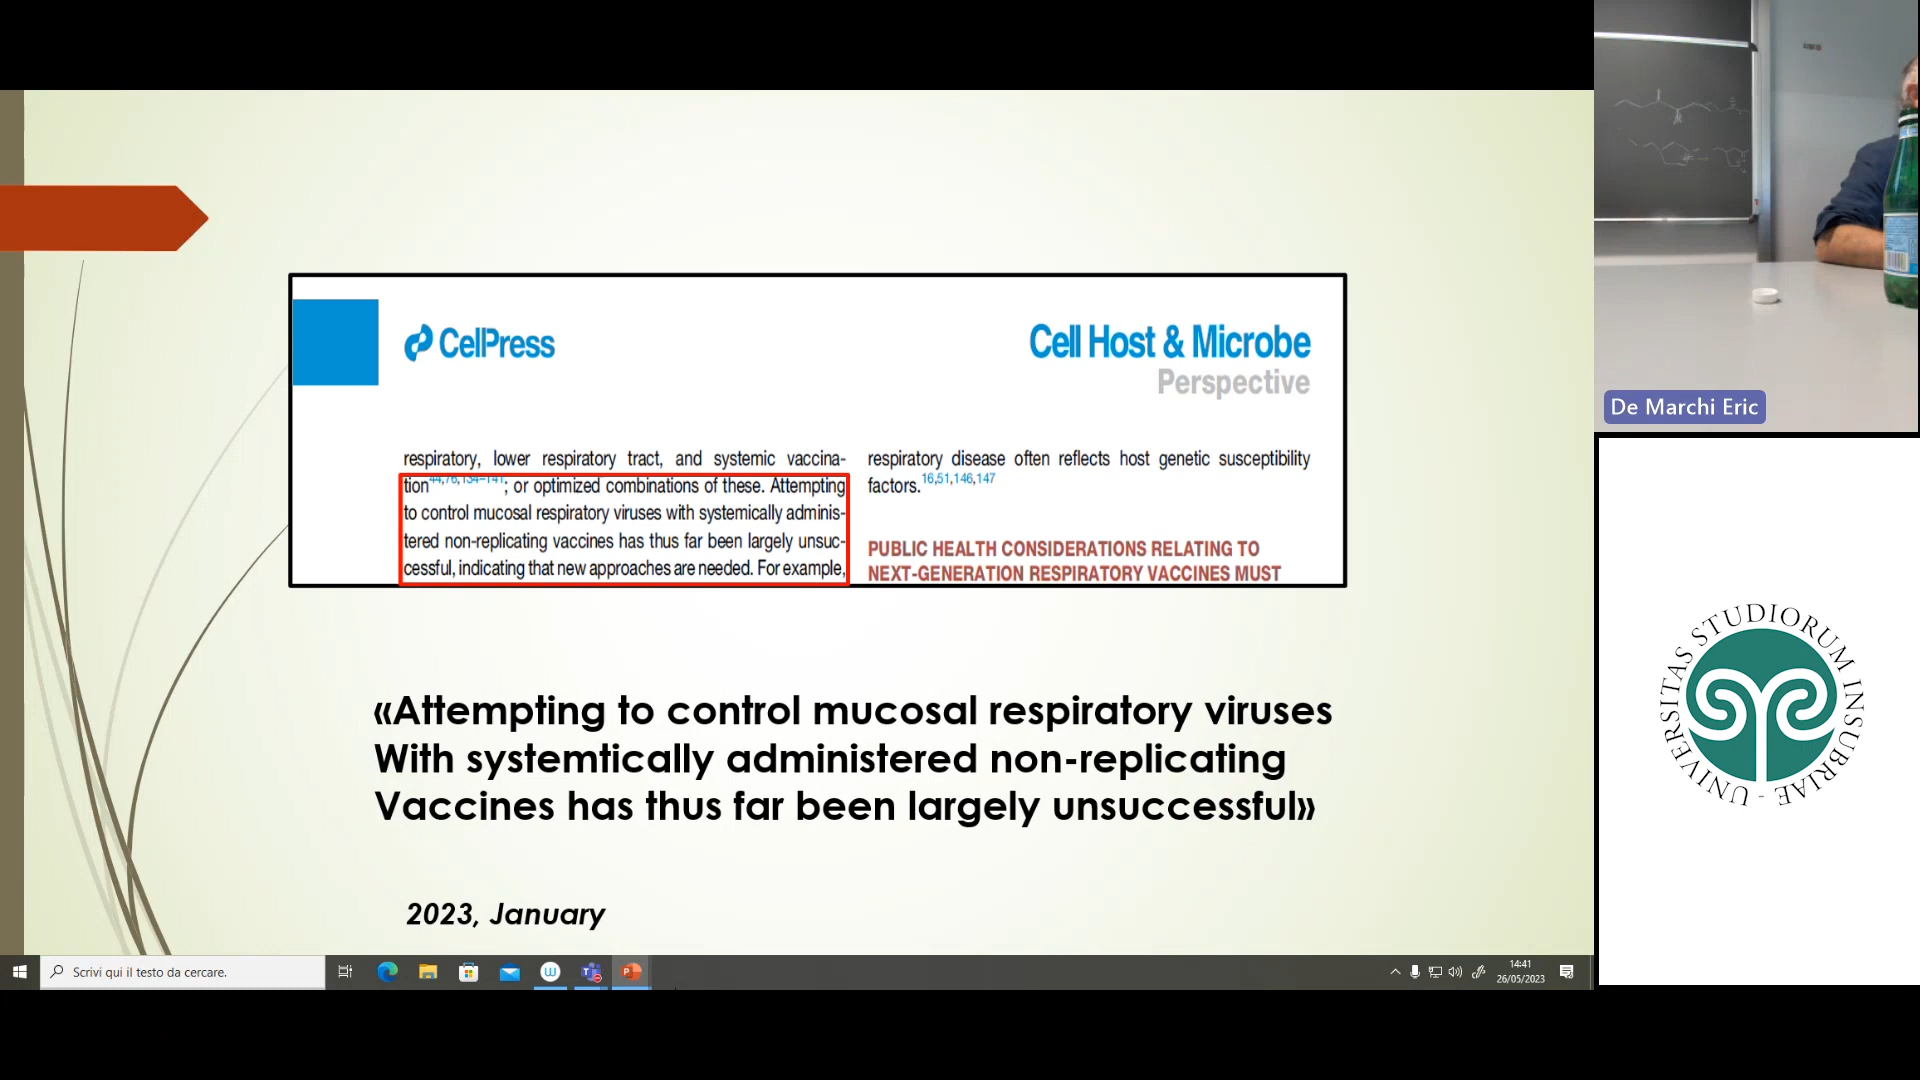 CelPress
Cell Host & Microbe
Perspective
respiratory, lower respiratory tract, and systemic vaccina-
tion44,76,134–141; or optimized combinations of these. Attempting
to control mucosal respiratory viruses with systemically adminis-
tered non-replicating vaccines has thus far been largely unsuc-
cessful, indicating that new approaches are needed. For example,
respiratory disease often reflects host genetic susceptibility
factors.16,51,146,147
PUBLIC HEALTH CONSIDERATIONS RELATING TO
NEXT-GENERATION RESPIRATORY VACCINES MUST
«Attempting to control mucosal respiratory viruses
With systemtically administered non-replicating
Vaccines has thus far been largely unsuccessful»
2023, January
Scrivi qui il testo da cercare.
14:41
26/05/2023
De Marchi Eric
UNIVERSITAS STUDIORUM INSUBRIAE -